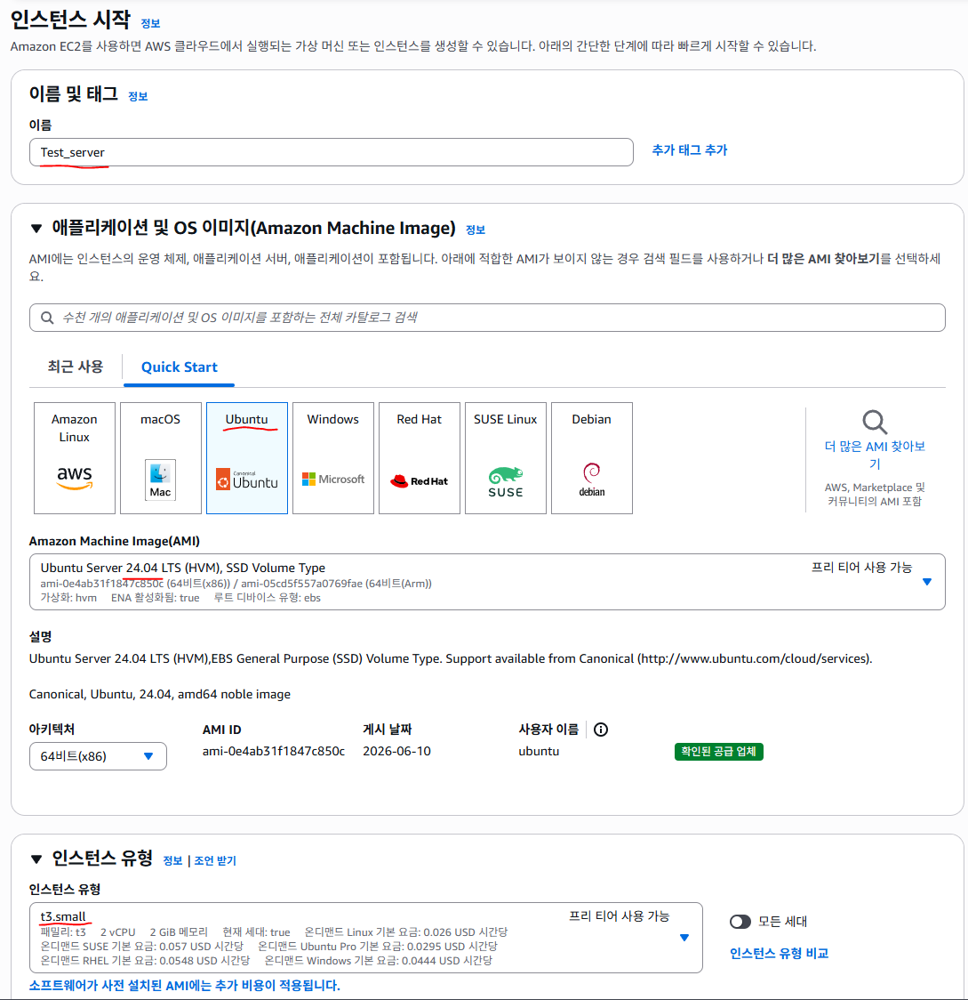 인스턴스 시작 정보
Amazon EC2를 사용하면 AWS 클라우드에서 실행되는 가상 머신 또는 인스턴스를 생성할 수 있습니다. 아래의 간단한 단계에 따라 빠르게 시작할 수 있습니다.
이름 및 태그 정보
이름
Test_server
추가 태그 추가
애플리케이션 및 OS 이미지(Amazon Machine Image) 정보
AMI에는 인스턴스의 운영 체제, 애플리케이션 서버, 애플리케이션이 포함됩니다. 아래에 적합한 AMI가 보이지 않는 경우 검색 필드를 사용하거나 더 많은 AMI 찾아보기를 선택하세
요.
수천 개의 애플리케이션 및 OS 이미지를 포함하는 전체 카탈로그 검색
최근 사용
Quick Start
Amazon
Linux
aws
macOS
Mac
Ubuntu
Canonical
Ubuntu
Windows
Microsoft
Red Hat
Red Hat
SUSE Linux
SUSE
Debian
debian
더 많은 AMI 찾아보
기
AWS, Marketplace 및
커뮤니티의 AMI 포함
Amazon Machine Image(AMI)
Ubuntu Server 24.04 LTS (HVM), SSD Volume Type
프리 티어 사용 가능
ami-0e4ab31f1847c850c (64비트(x86)) / ami-05cd5f557a0769fae (64비트(Arm))
가상화: hvm ENA 활성화됨: true 루트 디바이스 유형: ebs
설명
Ubuntu Server 24.04 LTS (HVM),EBS General Purpose (SSD) Volume Type. Support available from Canonical (http://www.ubuntu.com/cloud/services).
Canonical, Ubuntu, 24.04, amd64 noble image
아키텍처
64비트(x86)
AMI ID
ami-0e4ab31f1847c850c
게시 날짜
2026-06-10
사용자 이름
ubuntu
확인된 공급 업체
인스턴스 유형 정보 | 조언 받기
인스턴스 유형
t3.small
프리 티어 사용 가능
패밀리: t3 2 vCPU 2 GiB 메모리 현재 세대: true 온디맨드 Linux 기본 요금: 0.026 USD 시간당
온디맨드 SUSE 기본 요금: 0.057 USD 시간당 온디맨드 Ubuntu Pro 기본 요금: 0.0295 USD 시간당
온디맨드 RHEL 기본 요금: 0.0548 USD 시간당 온디맨드 Windows 기본 요금: 0.0444 USD 시간당
모든 세대
인스턴스 유형 비교
소프트웨어가 사전 설치된 AMI에는 추가 비용이 적용됩니다.